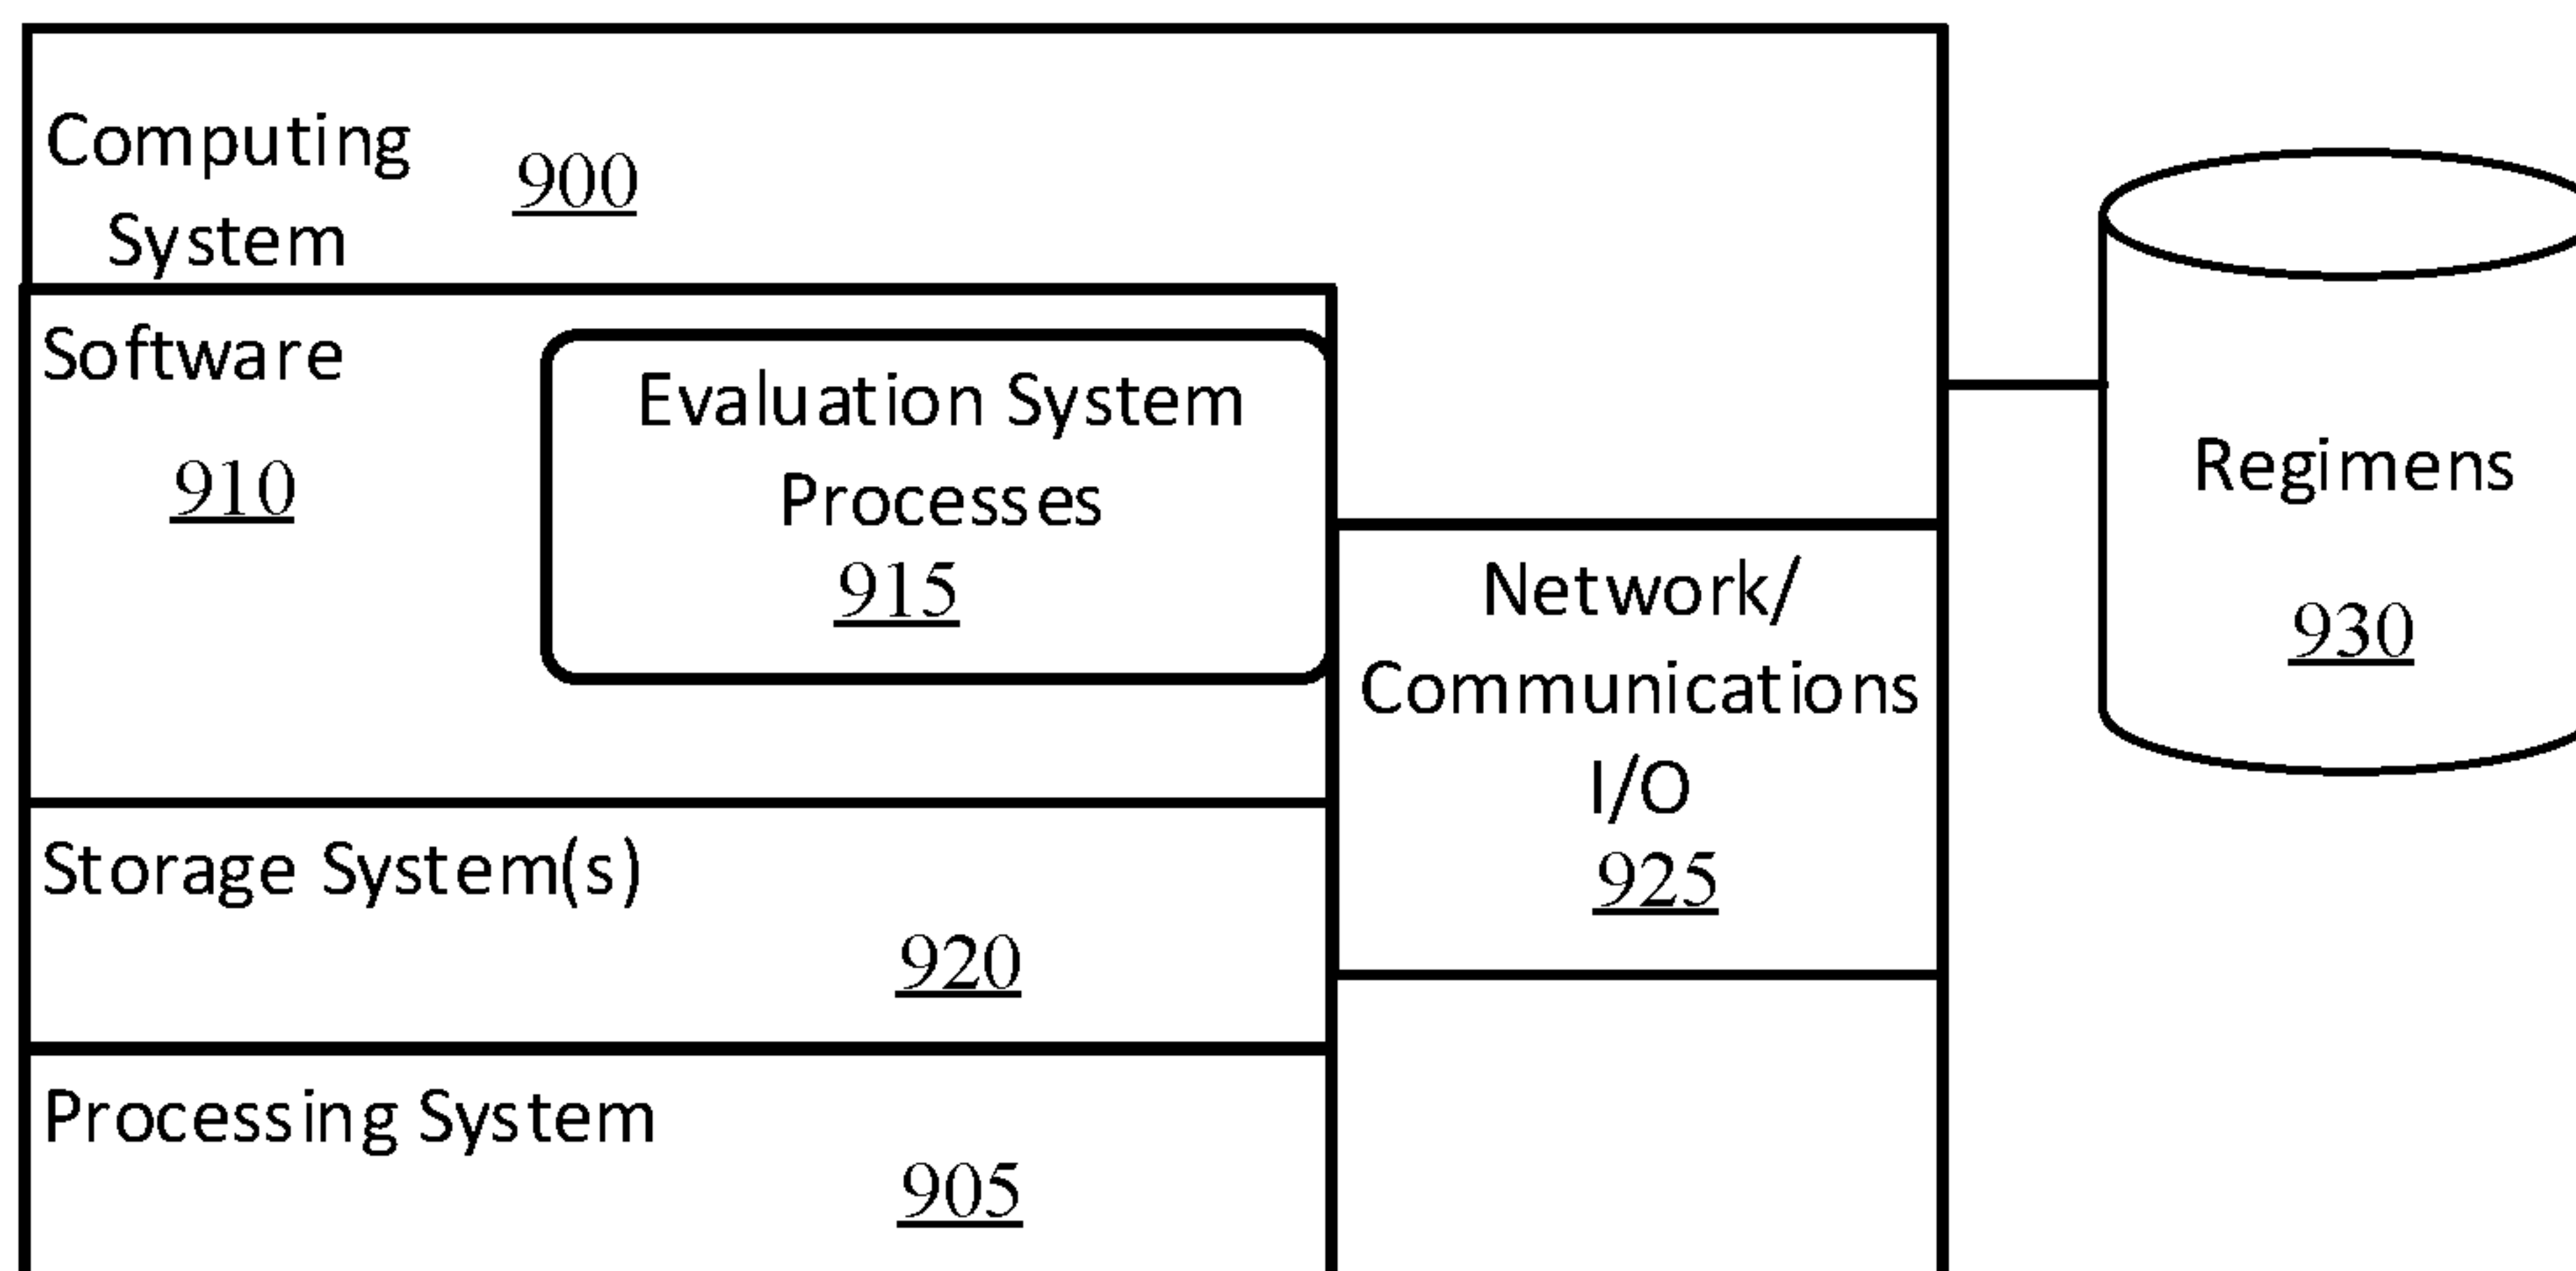 Computing
System
900
Software
910
Evaluation System
Processes
915
Storage System(s)
920
Processing System
905
Network/
Communications
I/O
925
Regimens
930